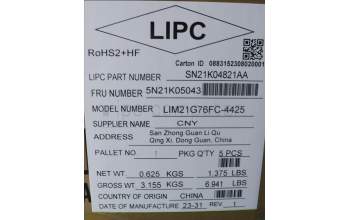 LIPC
RoHS2+HF
Carton ID 0883152308020001
LIPC PART NUMBER SN21K04821AA
FRU NUMBER 5N21K05043
MODEL NUMBER LIM21G76FC-4425
SUPPLIER NAME CNY
ADDRESS San Zhong Guan Li Qu
Qing Xi, Dong Guan, China
PALLET NO PKG Q'TY 5 PCS
NET WT. 0.625 KGS 1.375 LBS
GROSS WT. 3.155 KGS 6.941 LBS
COUNTRY OF ORIGIN CHINA
DATE OF MANUFACTURE 23-31 REV. 1